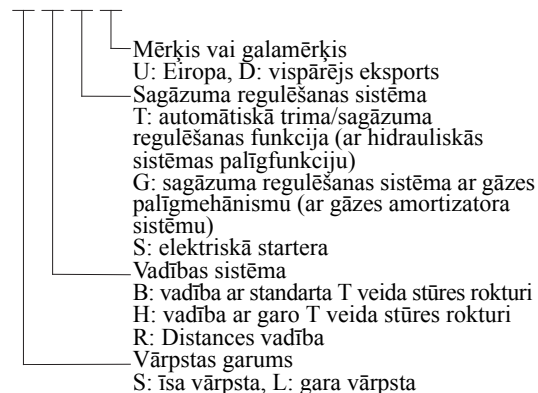 Mērķis vai galamērķis
U: Eiropa, D: vispārējs eksports
Sagāzuma regulēšanas sistēma
T: automātiskā trima/sagāzuma
regulēšanas funkcija (ar hidrauliskās
sistēmas palīgfunkciju)
G: sagāzuma regulēšanas sistēma ar gāzes
palīgmehānismu (ar gāzes amortizatora
sistēmu)
S: elektriskā startera
Vadības sistēma
B: vadība ar standarta T veida stūres rokturi
H: vadība ar garo T veida stūres rokturi
R: Distances vadība
Vārpstas garums
S: īsa vārpsta, L: gara vārpsta